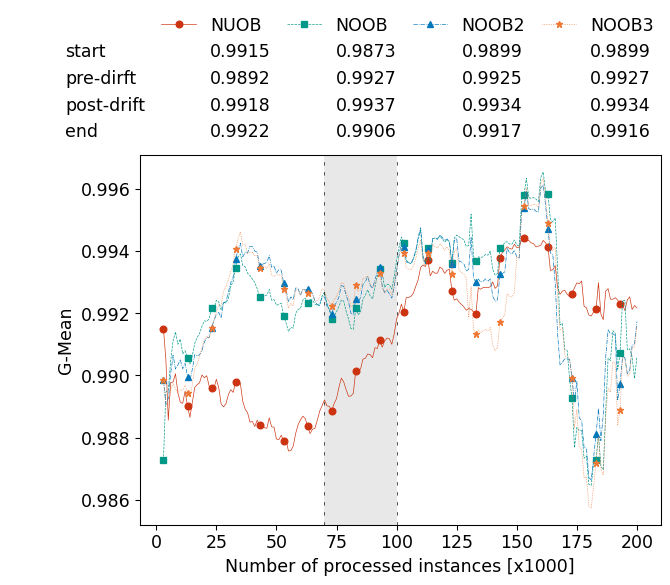 NUOB NOOB NOOB2 NOOB3
start 0.9915 0.9873 0.9899 0.9899
pre-dirft 0.9892 0.9927 0.9925 0.9927
post-drift 0.9918 0.9937 0.9934 0.9934
end 0.9922 0.9906 0.9917 0.9916
0.996
0.994
0.992
0.990
0.988
0.986
G-Mean
0 25 50 75 100 125 150 175 200
Number of processed instances [x1000]